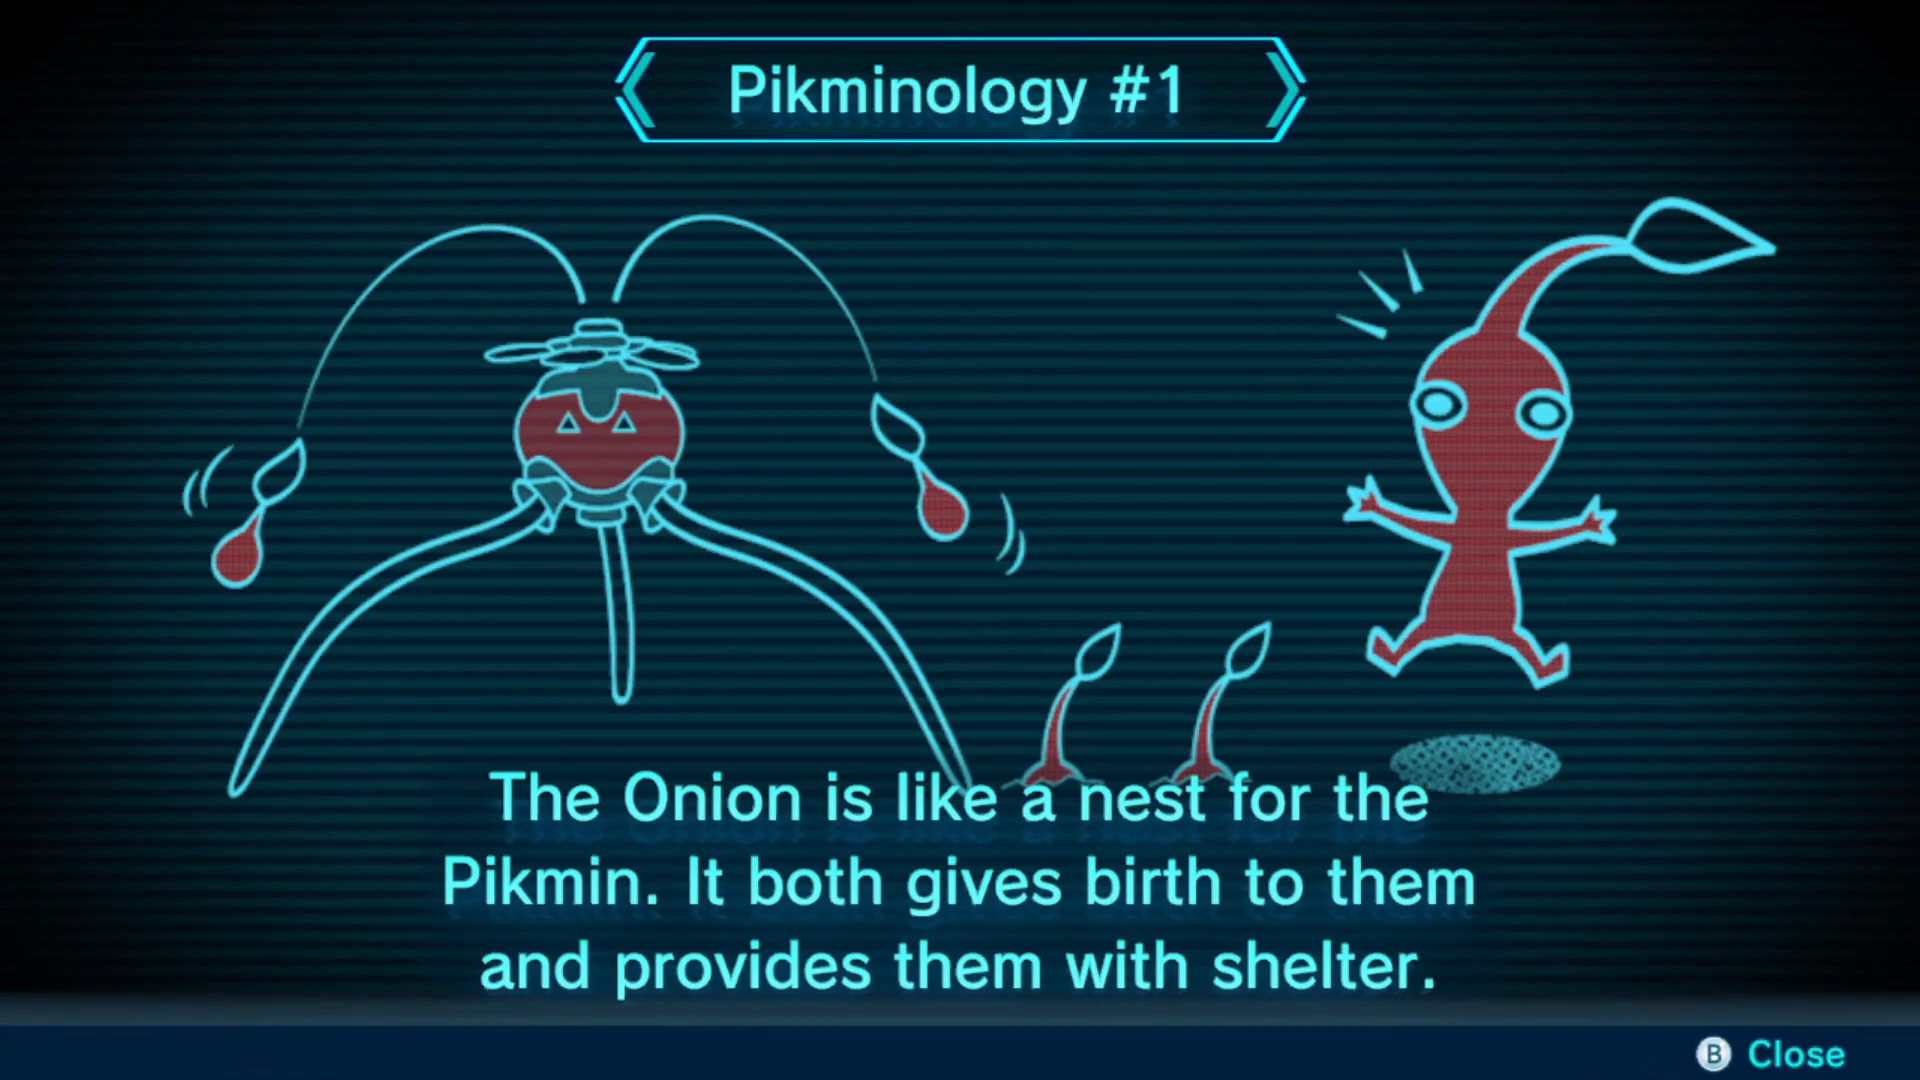 Pikminology #1
The Onion is like a nest for the
Pikmin. It both gives birth to them
and provides them with shelter.
B Close